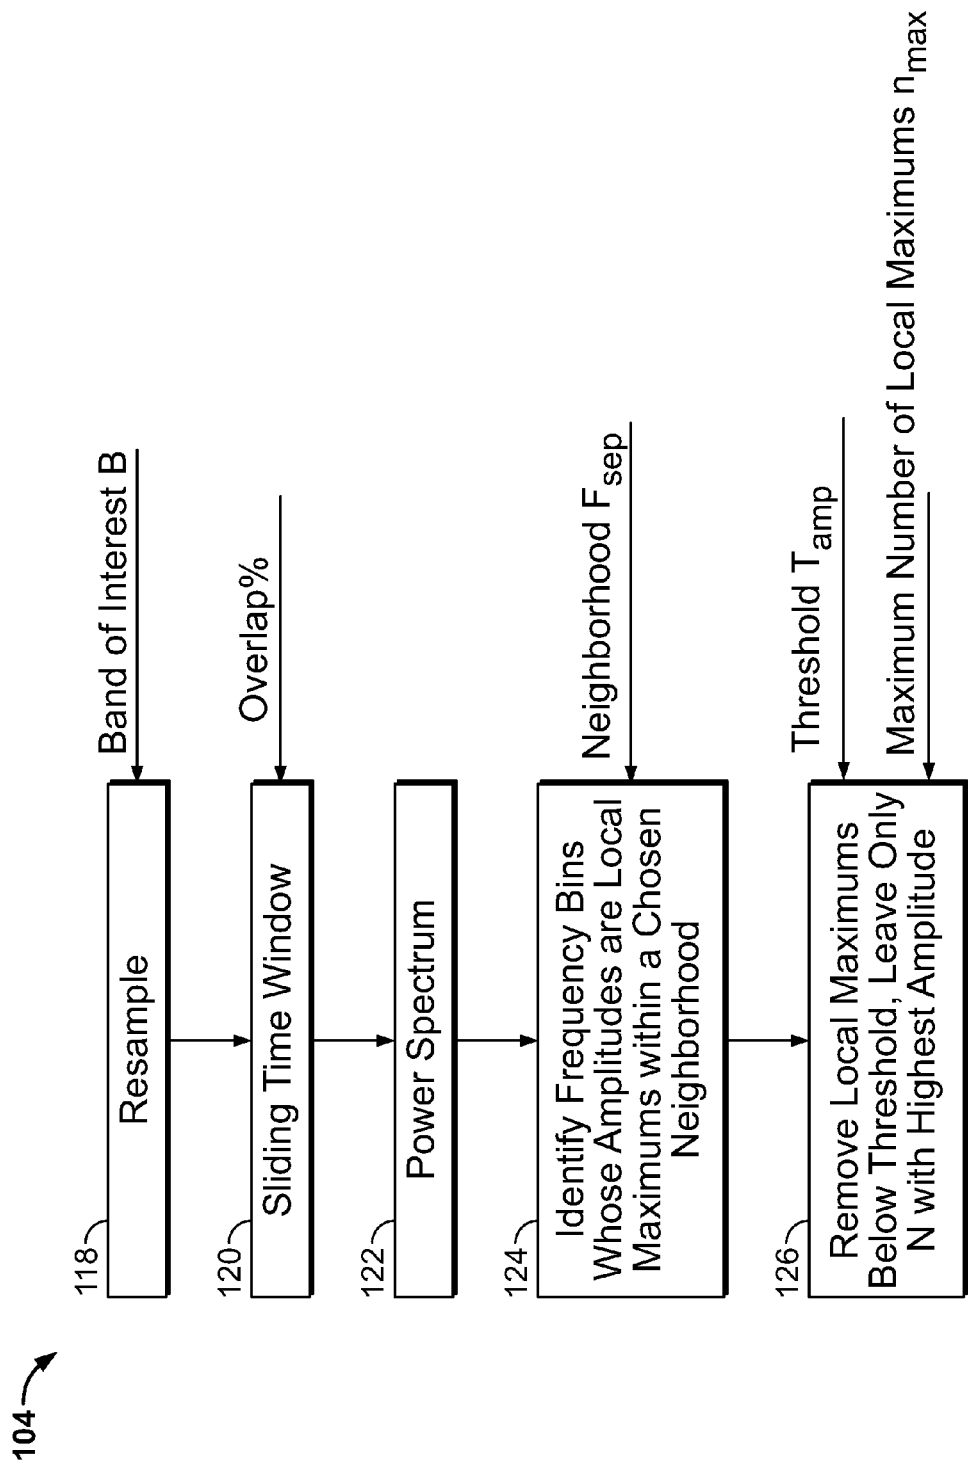 104
118
Resample
Band of Interest B
120
Sliding Time Window
Overlap%
122
Power Spectrum
124
Identify Frequency Bins
Whose Amplitudes are Local
Maximums within a Chosen
Neighborhood
Neighborhood F_sep
126
Remove Local Maximums
Below Threshold, Leave Only
N with Highest Amplitude
Threshold T_amp
Maximum Number of Local Maximums n_max